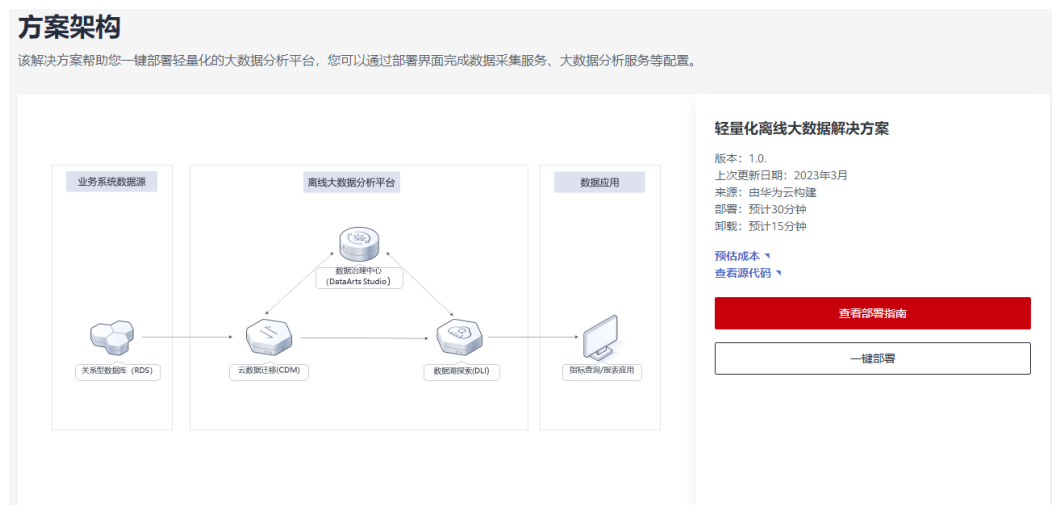 方案架构
该解决方案帮助您一键部署轻量化的大数据分析平台，您可以通过部署界面完成数据采集服务、大数据分析服务等配置。
业务系统数据源
离线大数据分析平台
数据应用
数据治理中心
（DataArts Studio）
关系型数据库（RDS）
云数据迁移(CDM)
数据湖探索(DLI)
指标查询/报表应用
轻量化离线大数据解决方案
版本：1.0.
上次更新日期：2023年3月
来源：由华为云构建
部署：预计30分钟
卸载：预计15分钟
预估成本
查看源代码
查看部署指南
一键部署